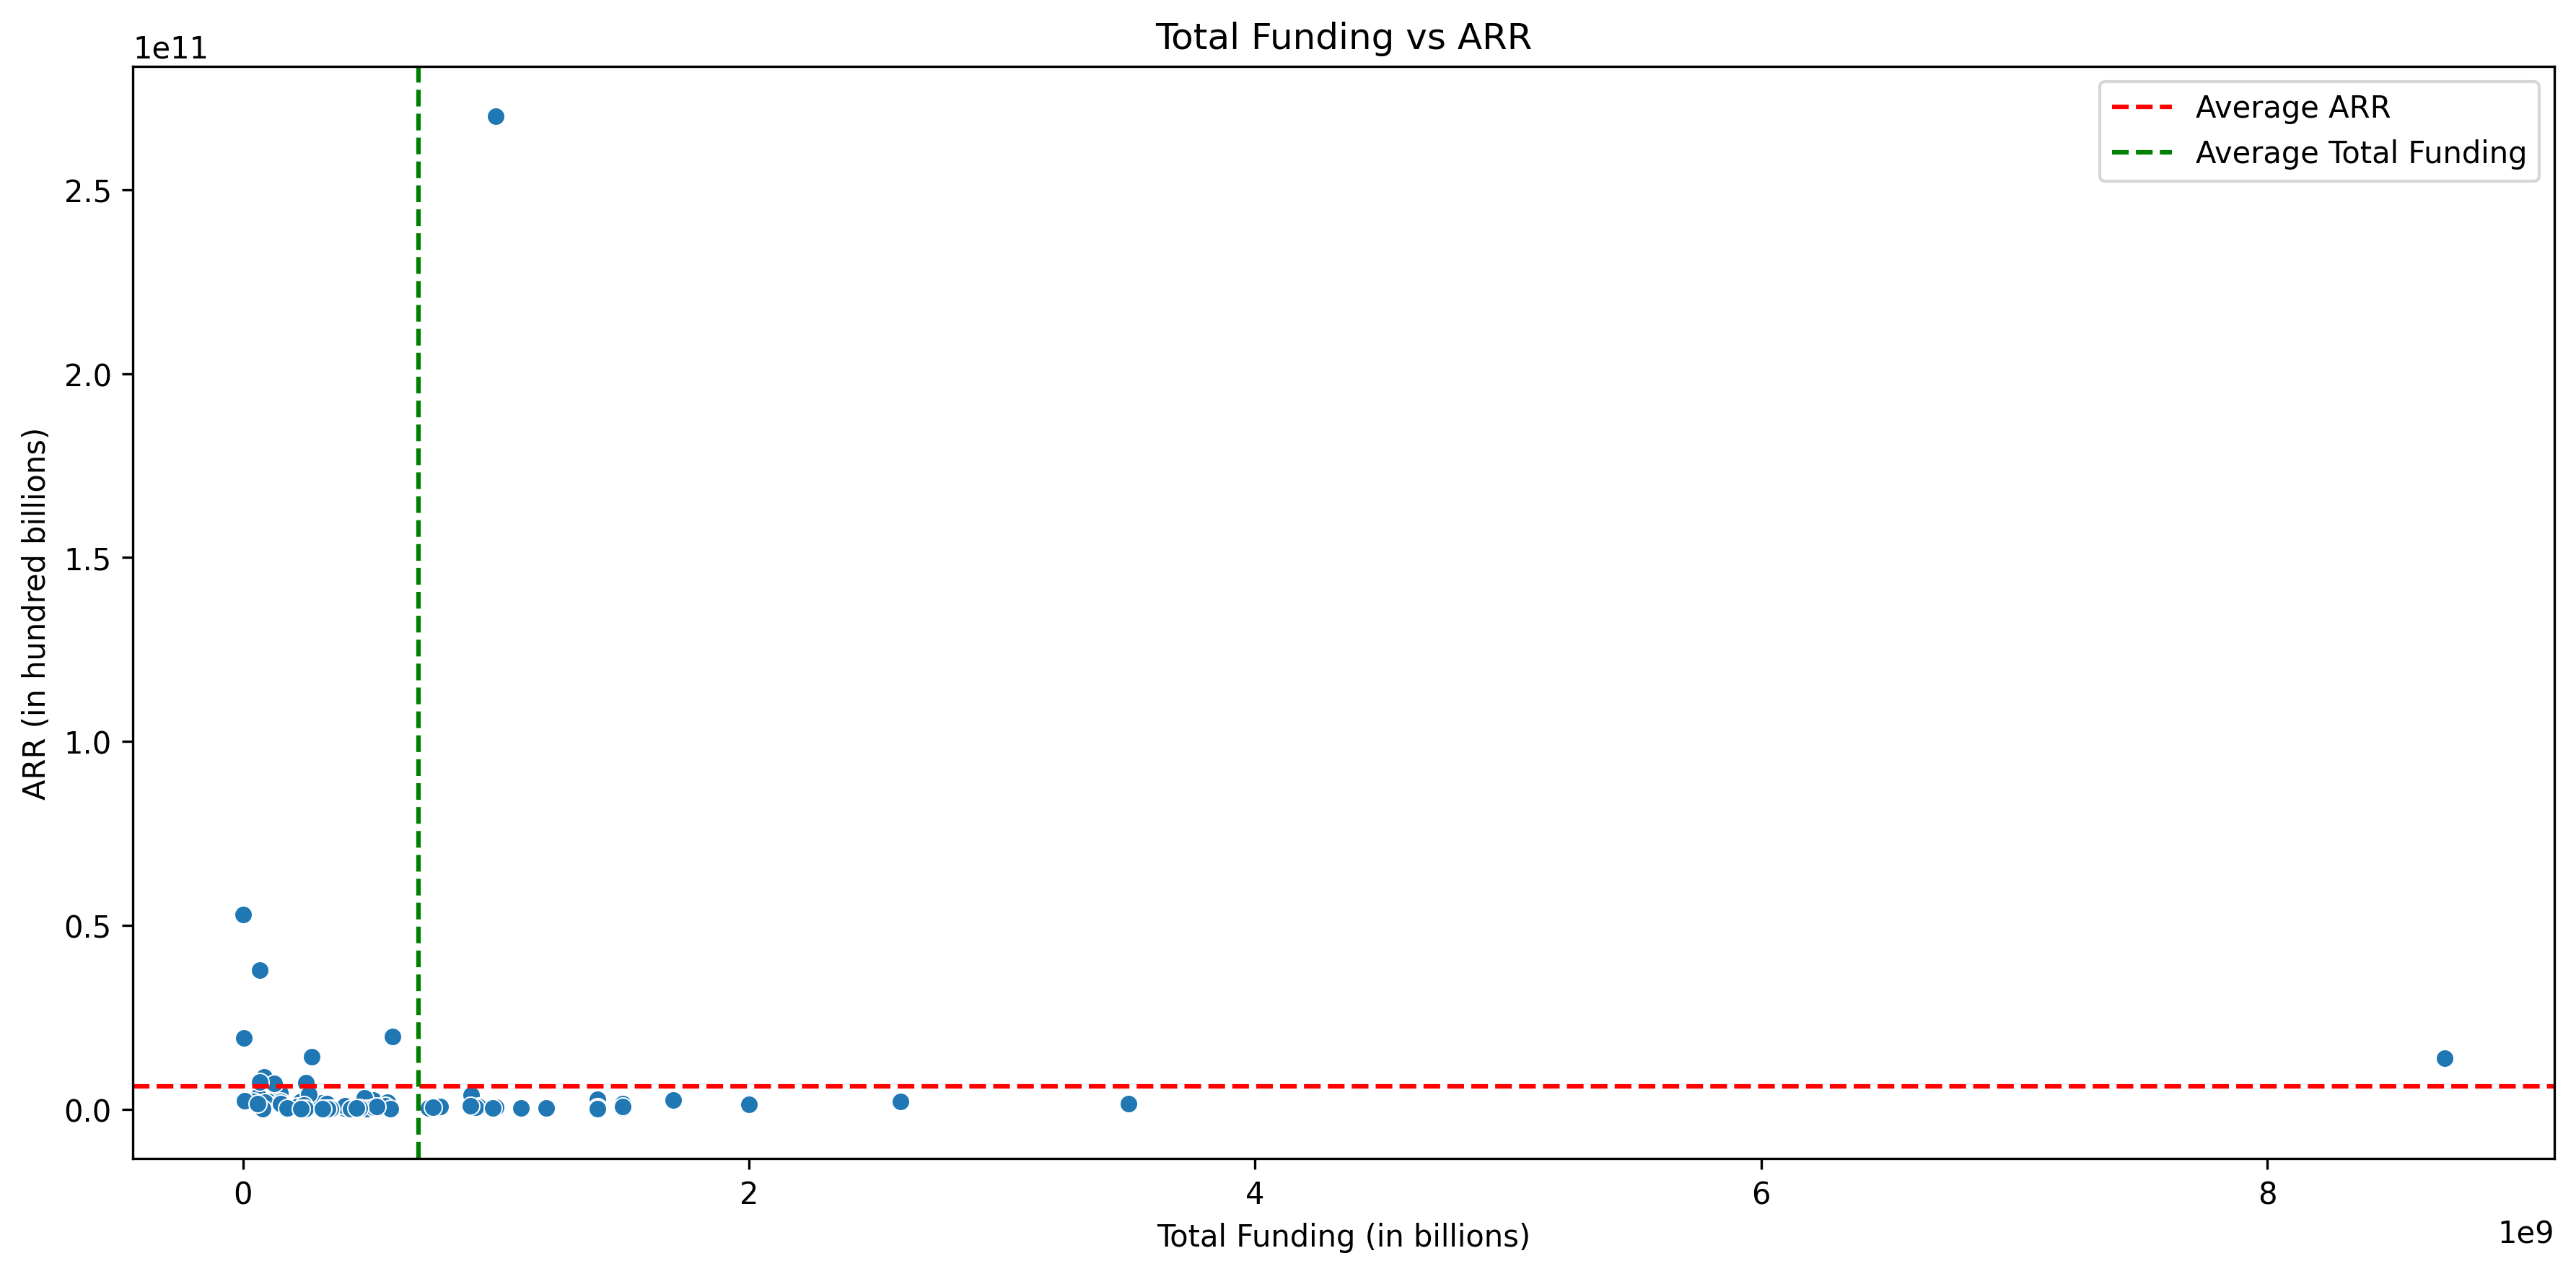 Total Funding vs ARR
1e11
Average ARR
Average Total Funding
2.5
2.0
1.5
1.0
0.5
0.0
ARR (in hundred billions)
0 2 4 6 8
Total Funding (in billions)
1e9